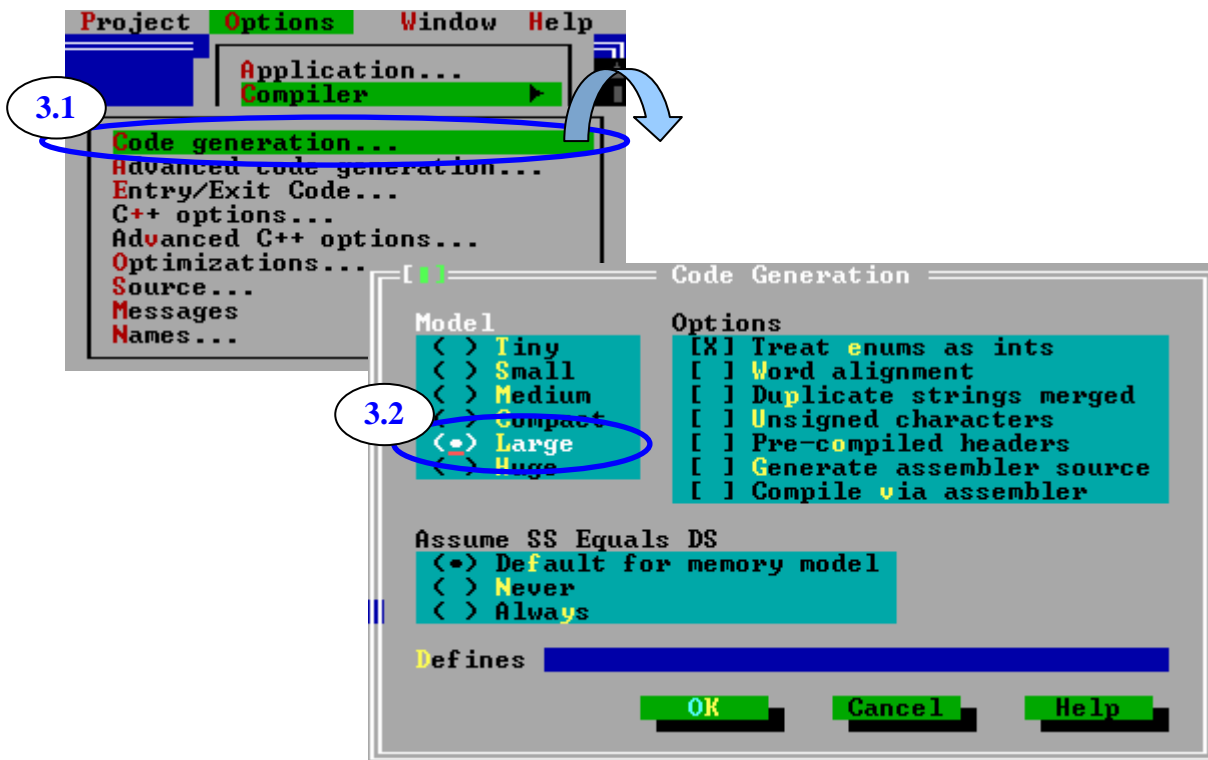 Project Options Window Help
Application...
Compiler
3.1
Code generation...
Advanced code generation...
Entry/Exit Code...
C++ options...
Advanced C++ options...
Optimizations...
Source...
Messages
Names...
Code Generation
Model
( ) Tiny
( ) Small
( ) Medium
3.2
( ) Compact
(•) Large
( ) Huge
Options
[X] Treat enums as ints
[ ] Word alignment
[ ] Duplicate strings merged
[ ] Unsigned characters
[ ] Pre-compiled headers
[ ] Generate assembler source
[ ] Compile via assembler
Assume SS Equals DS
(•) Default for memory model
( ) Never
( ) Always
Defines
OK Cancel Help